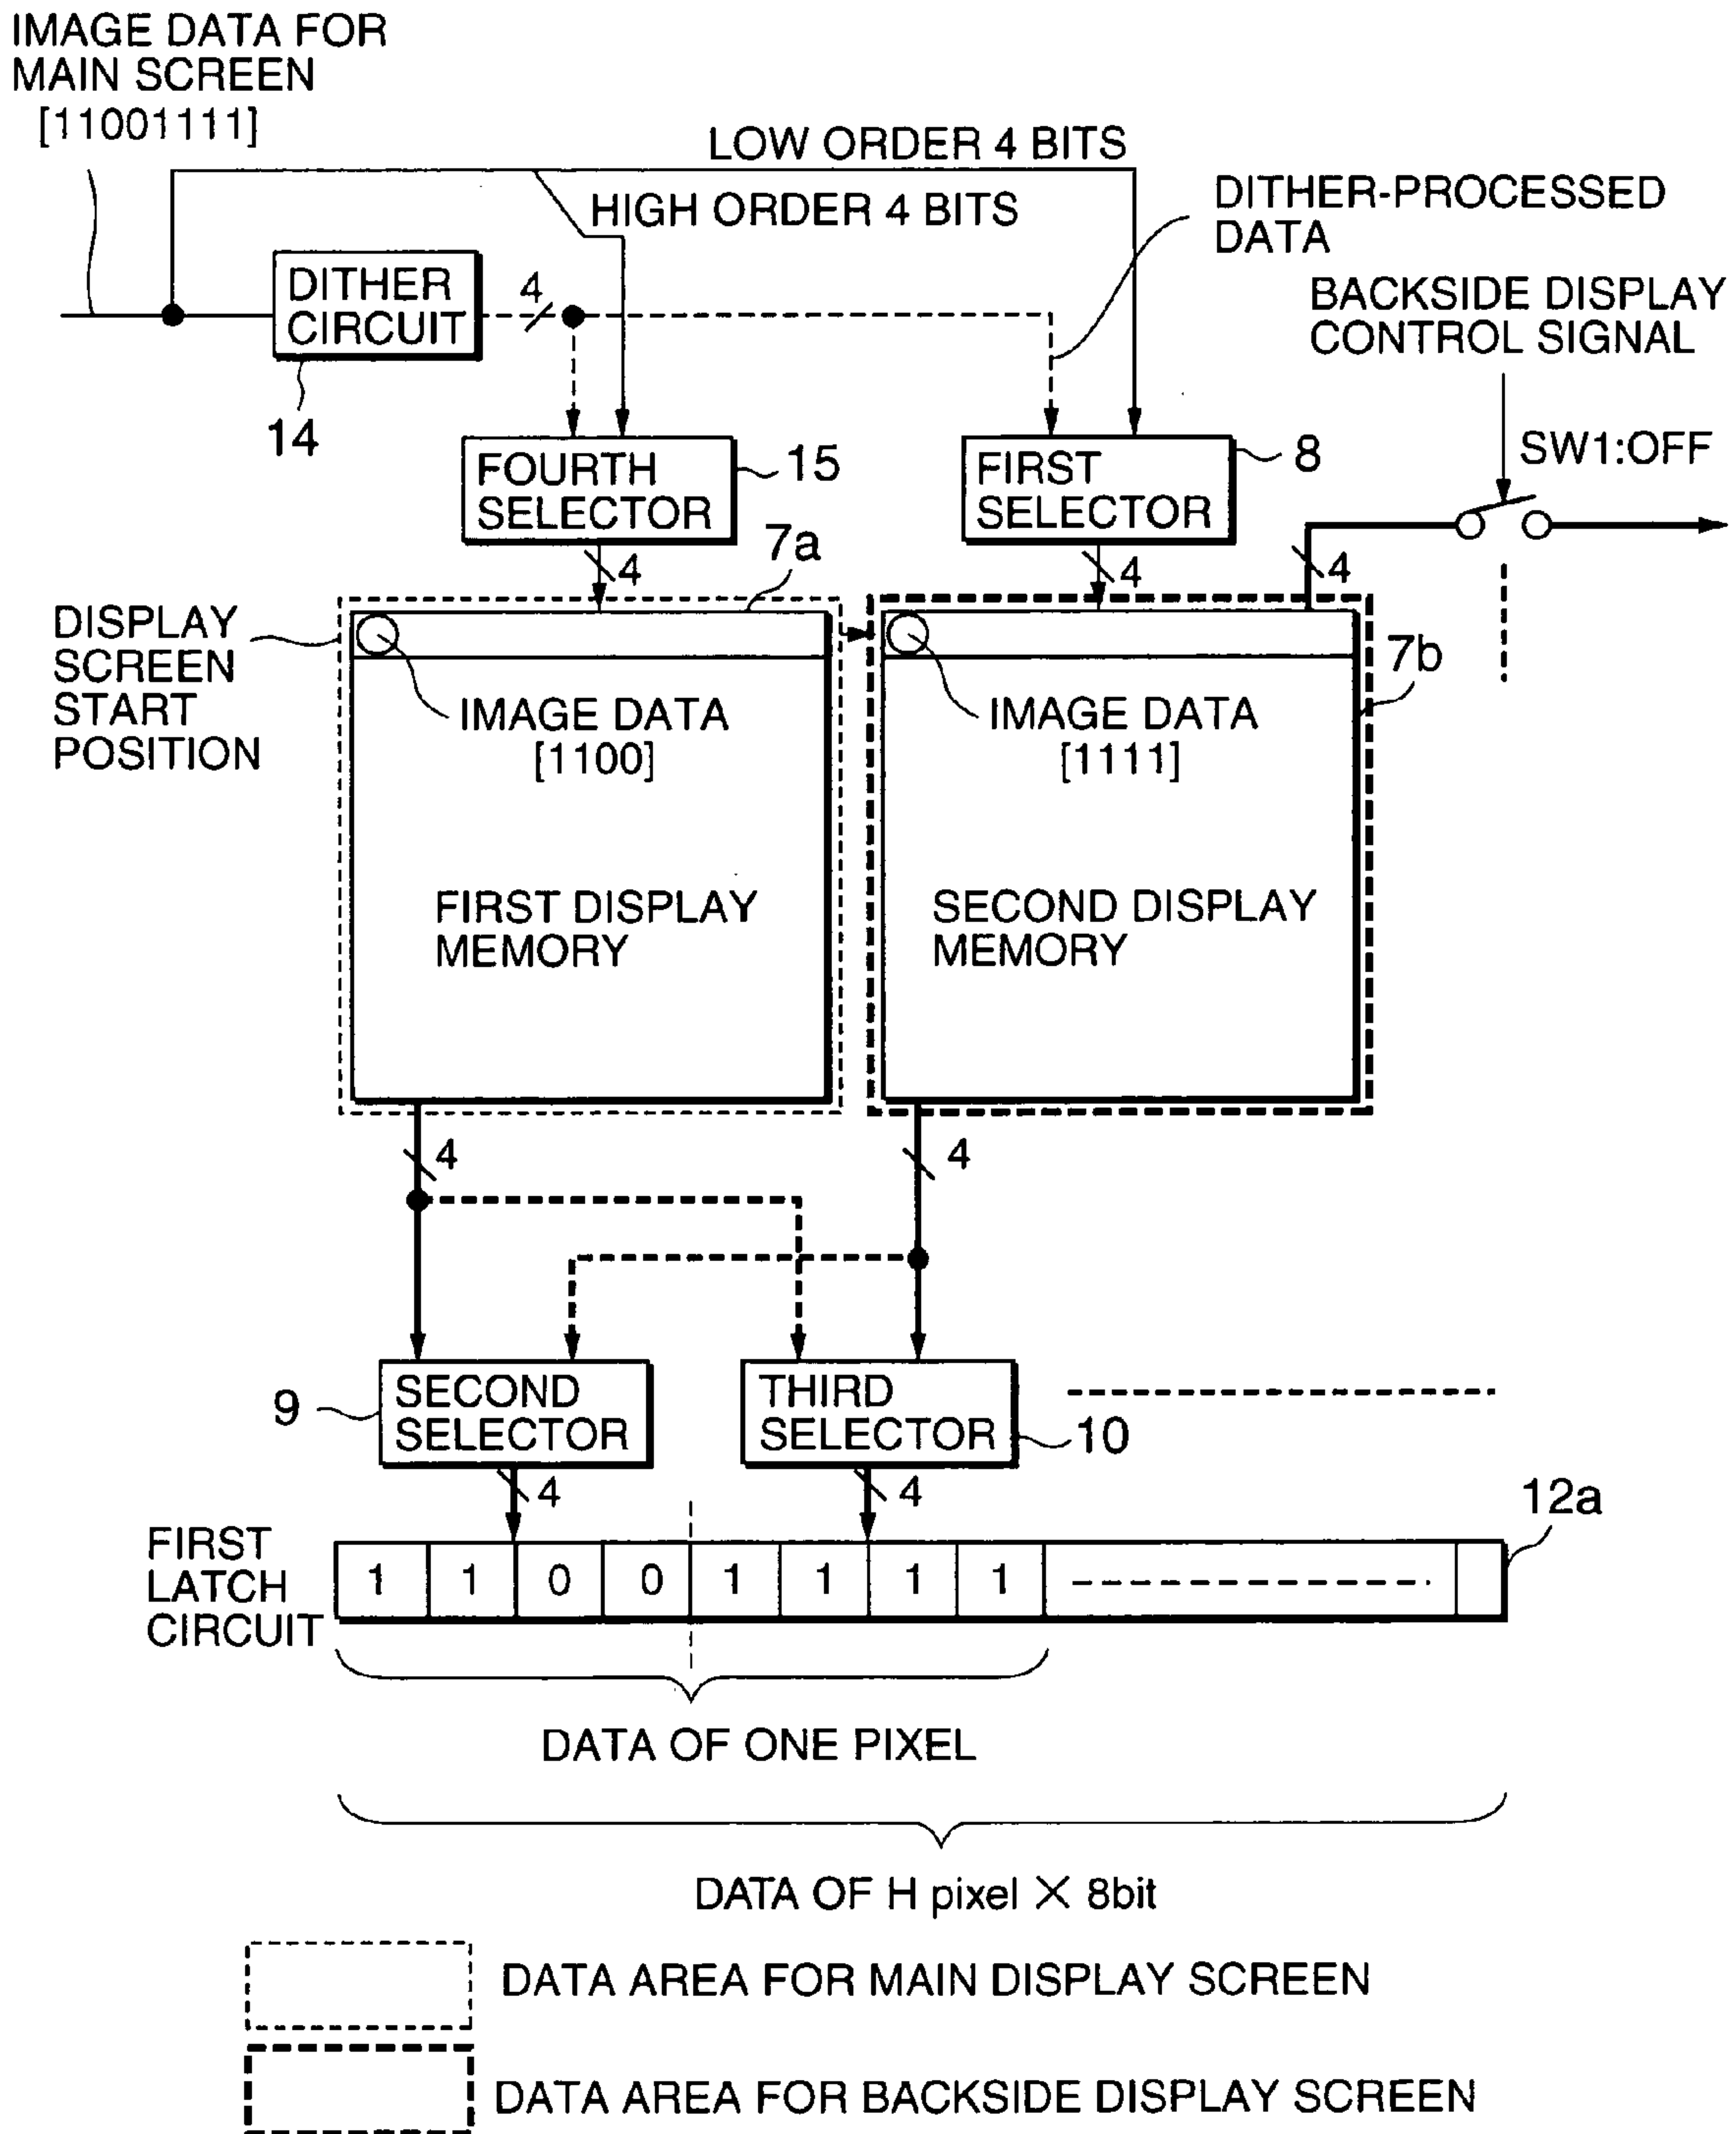 IMAGE DATA FOR
MAIN SCREEN
[11001111]
LOW ORDER 4 BITS
HIGH ORDER 4 BITS
DITHER-PROCESSED
DATA
DITHER
CIRCUIT
4
14
BACKSIDE DISPLAY
CONTROL SIGNAL
SW1:OFF
FOURTH
SELECTOR
15
FIRST
SELECTOR
8
4
7a
4
4
DISPLAY
SCREEN
START
POSITION
7b
IMAGE DATA
[1100]
IMAGE DATA
[1111]
FIRST DISPLAY
MEMORY
SECOND DISPLAY
MEMORY
4
4
9
SECOND
SELECTOR
THIRD
SELECTOR
10
4
4
12a
FIRST
LATCH
CIRCUIT
1 1 0 0 1 1 1 1
DATA OF ONE PIXEL
DATA OF H pixel × 8bit
DATA AREA FOR MAIN DISPLAY SCREEN
DATA AREA FOR BACKSIDE DISPLAY SCREEN